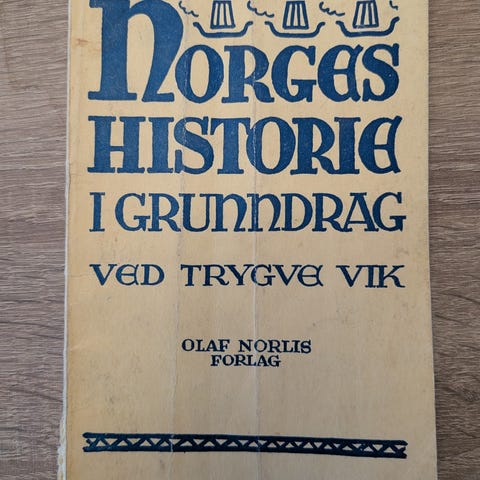 NORGES
HISTORIE
I GRUNNDRAG
VED TRYGVE VIK
OLAF NORLIS
FORLAG